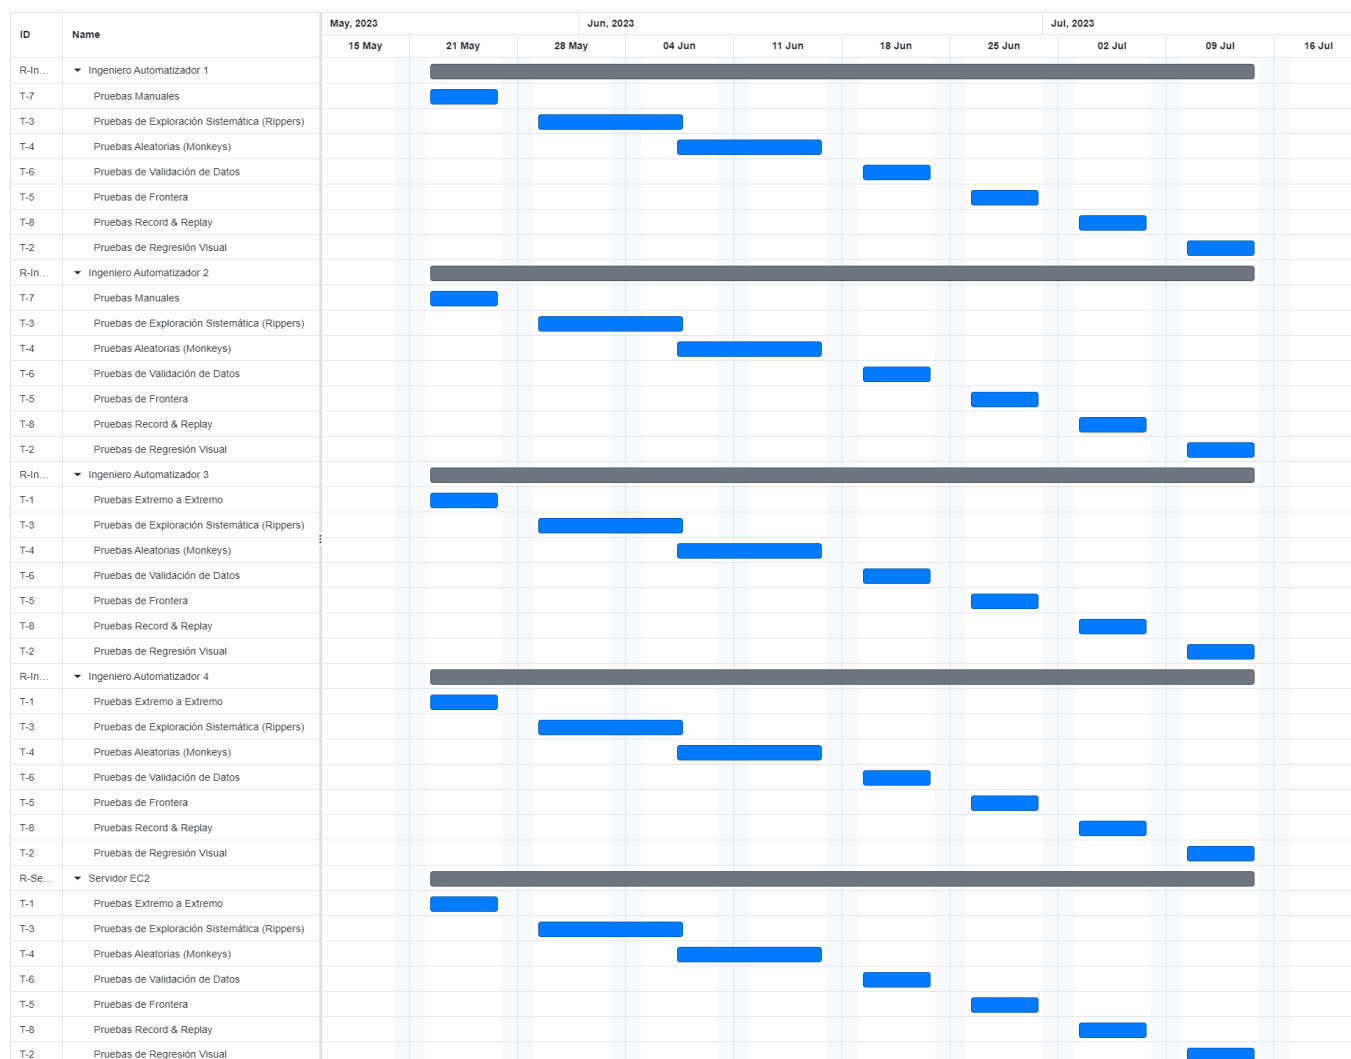 May, 2023 Jun, 2023 Jul, 2023
ID Name
15 May 21 May 28 May 04 Jun 11 Jun 18 Jun 25 Jun 02 Jul 09 Jul 16 Jul
R-In... Ingeniero Automatizador 1
T-7 Pruebas Manuales
T-3 Pruebas de Exploración Sistemática (Rippers)
T-4 Pruebas Aleatorias (Monkeys)
T-6 Pruebas de Validación de Datos
T-5 Pruebas de Frontera
T-8 Pruebas Record & Replay
T-2 Pruebas de Regresión Visual
R-In... Ingeniero Automatizador 2
T-7 Pruebas Manuales
T-3 Pruebas de Exploración Sistemática (Rippers)
T-4 Pruebas Aleatorias (Monkeys)
T-6 Pruebas de Validación de Datos
T-5 Pruebas de Frontera
T-8 Pruebas Record & Replay
T-2 Pruebas de Regresión Visual
R-In... Ingeniero Automatizador 3
T-1 Pruebas Extremo a Extremo
T-3 Pruebas de Exploración Sistemática (Rippers)
T-4 Pruebas Aleatorias (Monkeys)
T-6 Pruebas de Validación de Datos
T-5 Pruebas de Frontera
T-8 Pruebas Record & Replay
T-2 Pruebas de Regresión Visual
R-In... Ingeniero Automatizador 4
T-1 Pruebas Extremo a Extremo
T-3 Pruebas de Exploración Sistemática (Rippers)
T-4 Pruebas Aleatorias (Monkeys)
T-6 Pruebas de Validación de Datos
T-5 Pruebas de Frontera
T-8 Pruebas Record & Replay
T-2 Pruebas de Regresión Visual
R-Se... Servidor EC2
T-1 Pruebas Extremo a Extremo
T-3 Pruebas de Exploración Sistemática (Rippers)
T-4 Pruebas Aleatorias (Monkeys)
T-6 Pruebas de Validación de Datos
T-5 Pruebas de Frontera
T-8 Pruebas Record & Replay
T-2 Pruebas de Regresión Visual